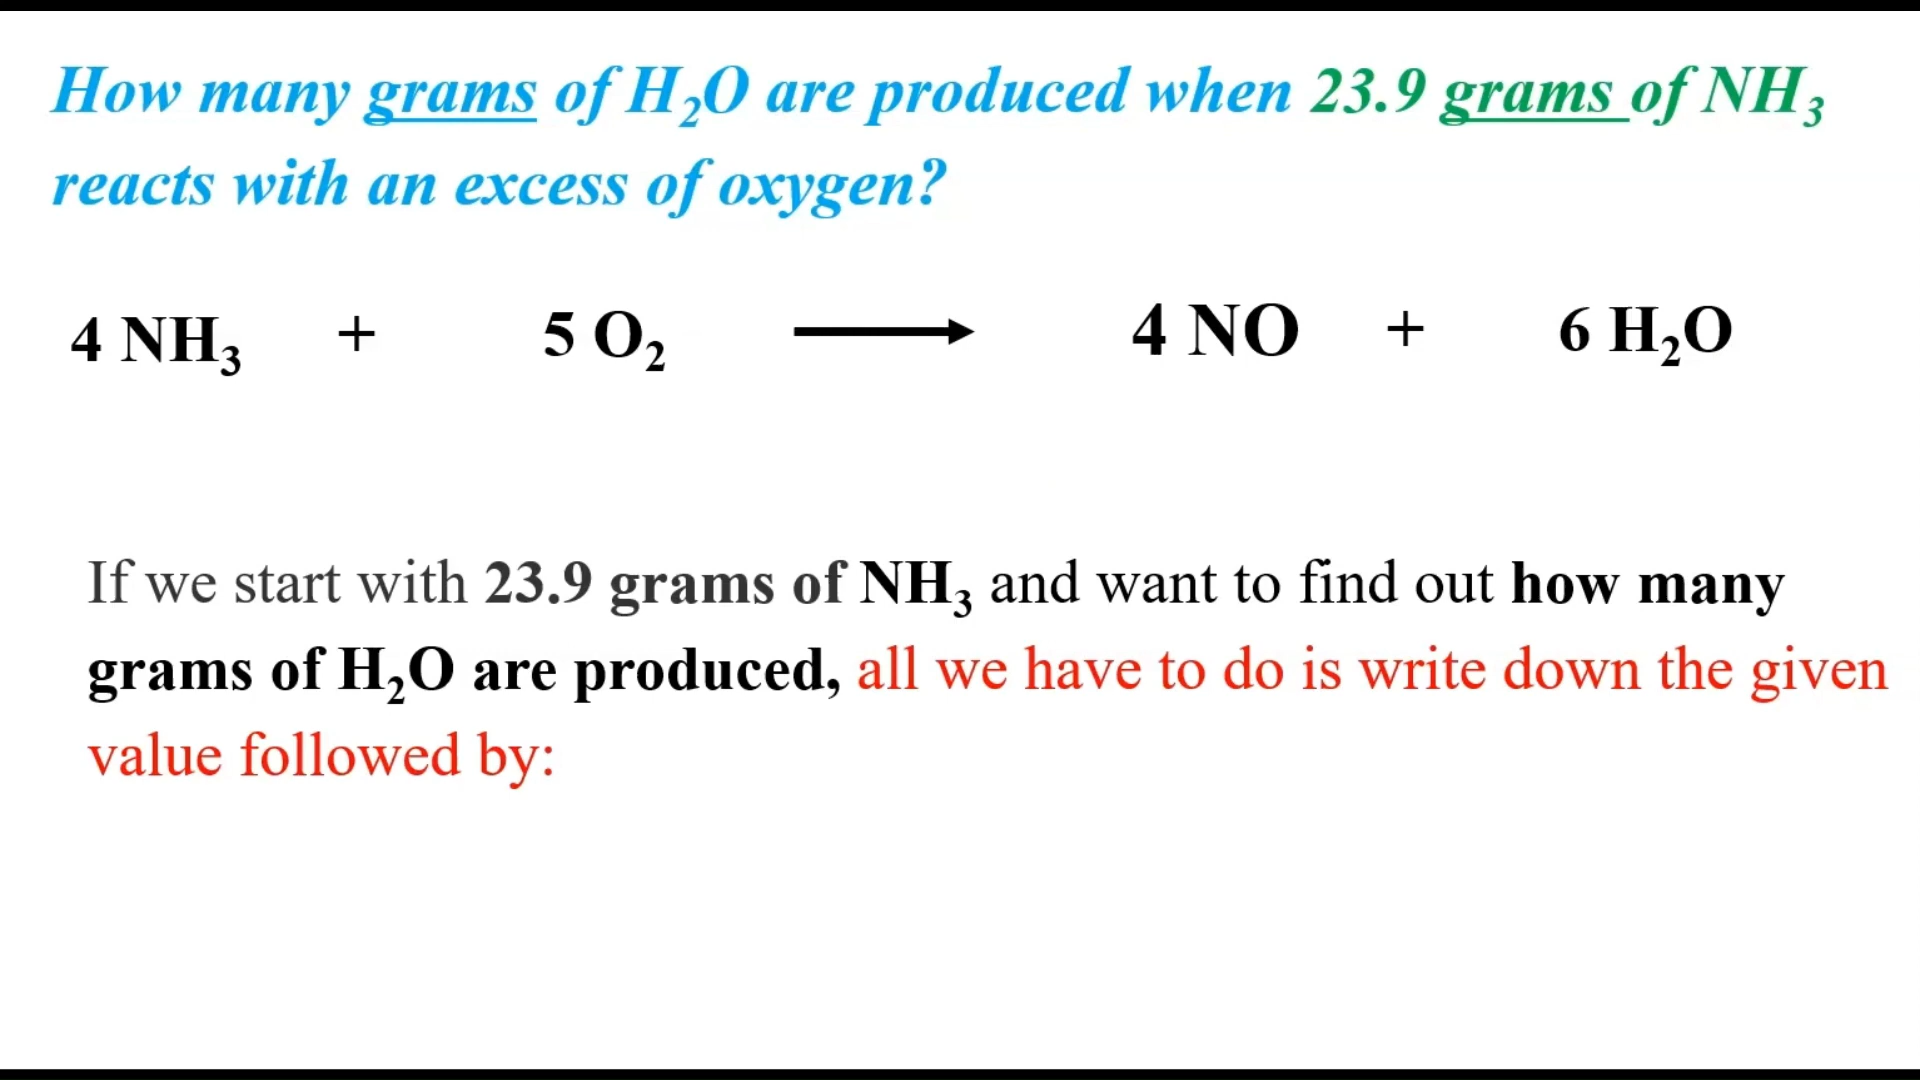 How many grams of H₂O are produced when 23.9 grams of NH₃
reacts with an excess of oxygen?
4 NH₃ + 5 O₂ ⟶ 4 NO + 6 H₂O
If we start with 23.9 grams of NH₃ and want to find out how many
grams of H₂O are produced, all we have to do is write down the given
value followed by: